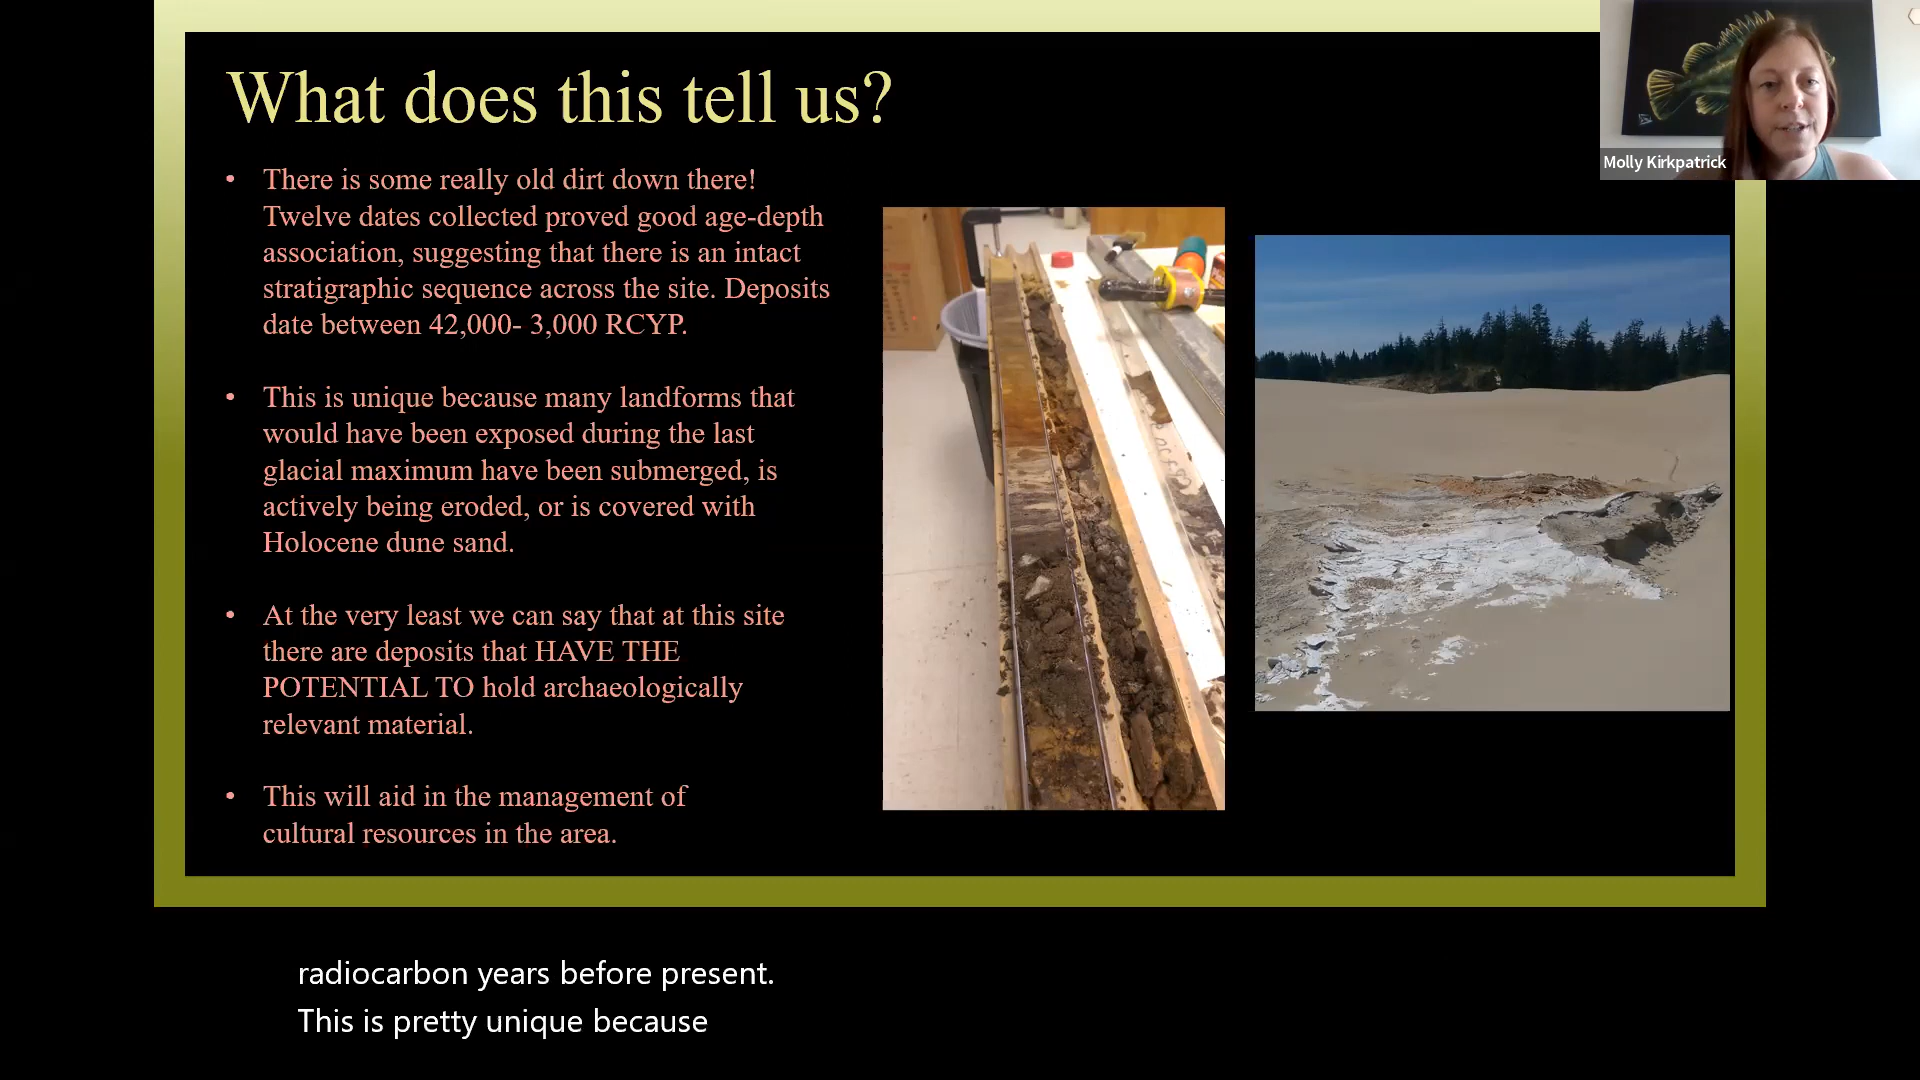 What does this tell us?
• There is some really old dirt down there!
Twelve dates collected proved good age-depth
association, suggesting that there is an intact
stratigraphic sequence across the site. Deposits
date between 42,000- 3,000 RCYP.
• This is unique because many landforms that
would have been exposed during the last
glacial maximum have been submerged, is
actively being eroded, or is covered with
Holocene dune sand.
• At the very least we can say that at this site
there are deposits that HAVE THE
POTENTIAL TO hold archaeologically
relevant material.
• This will aid in the management of
cultural resources in the area.
Molly Kirkpatrick
radiocarbon years before present.
This is pretty unique because